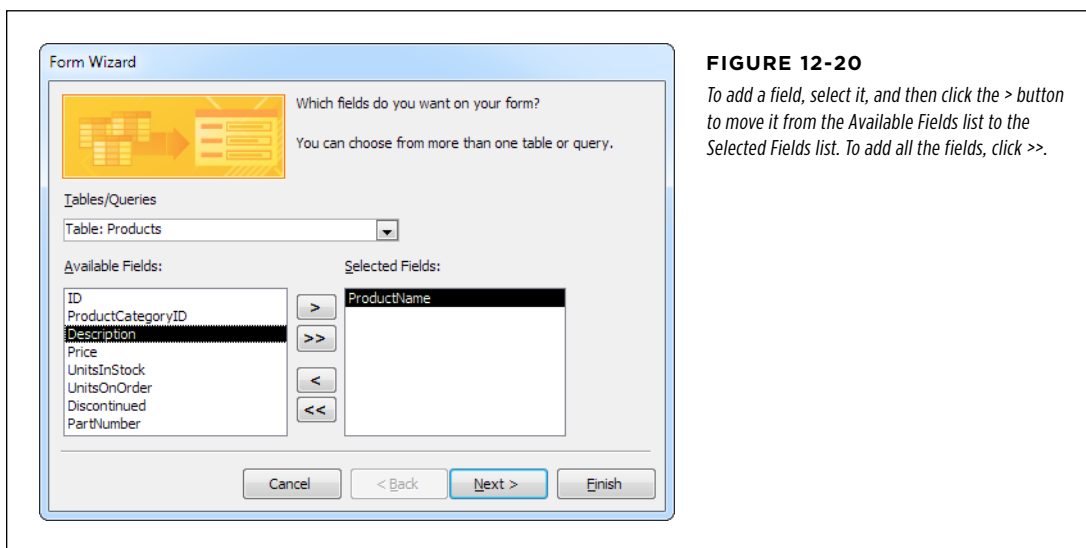 Form Wizard
Which fields do you want on your form?
You can choose from more than one table or query.
Tables/Queries
Table: Products
Available Fields:
ID
ProductCategoryID
Description
Price
UnitsInStock
UnitsOnOrder
Discontinued
PartNumber
>
>>
<
<<
Selected Fields:
ProductName
Cancel
< Back
Next >
Finish
FIGURE 12-20
To add a field, select it, and then click the > button
to move it from the Available Fields list to the
Selected Fields list. To add all the fields, click >>.